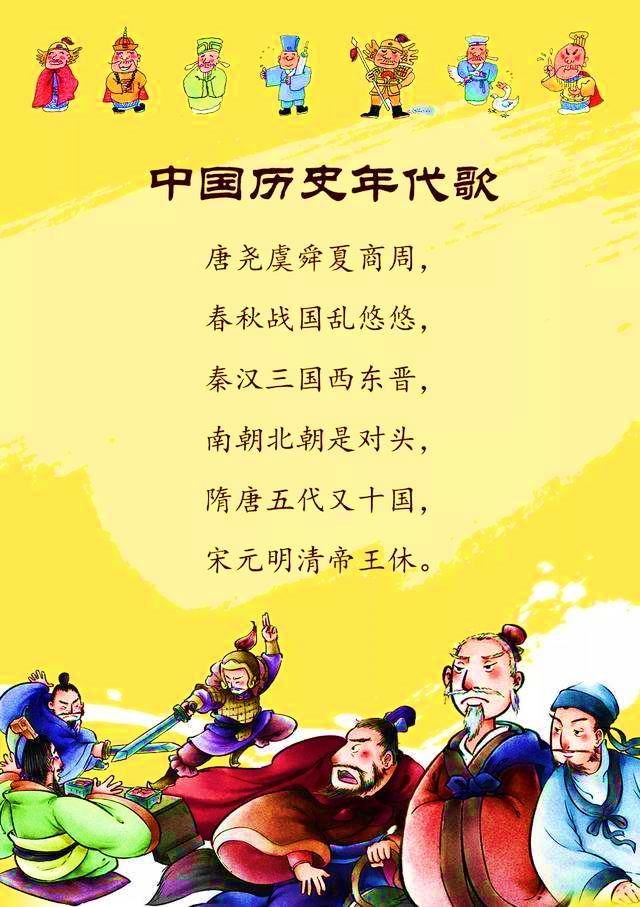 中国历史年代歌
唐尧虞舜夏商周，
春秋战国乱悠悠，
秦汉三国西东晋，
南朝北朝是对头，
隋唐五代又十国，
宋元明清帝王休。